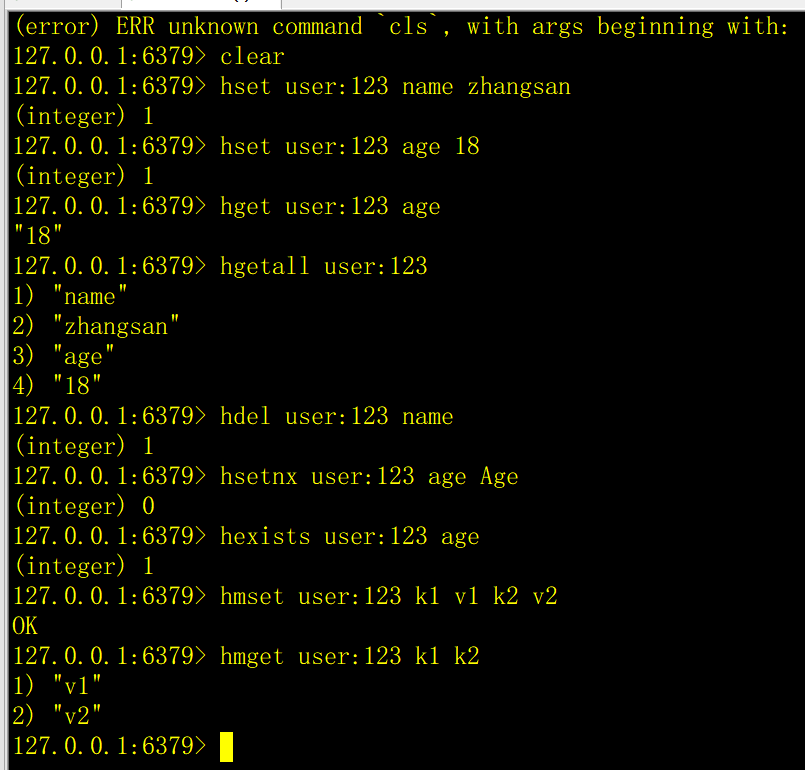 (error) ERR unknown command `cls`, with args beginning with:
127.0.0.1:6379> clear
127.0.0.1:6379> hset user:123 name zhangsan
(integer) 1
127.0.0.1:6379> hset user:123 age 18
(integer) 1
127.0.0.1:6379> hget user:123 age
"18"
127.0.0.1:6379> hgetall user:123
1) "name"
2) "zhangsan"
3) "age"
4) "18"
127.0.0.1:6379> hdel user:123 name
(integer) 1
127.0.0.1:6379> hsetnx user:123 age Age
(integer) 0
127.0.0.1:6379> hexists user:123 age
(integer) 1
127.0.0.1:6379> hmset user:123 k1 v1 k2 v2
OK
127.0.0.1:6379> hmget user:123 k1 k2
1) "v1"
2) "v2"
127.0.0.1:6379>